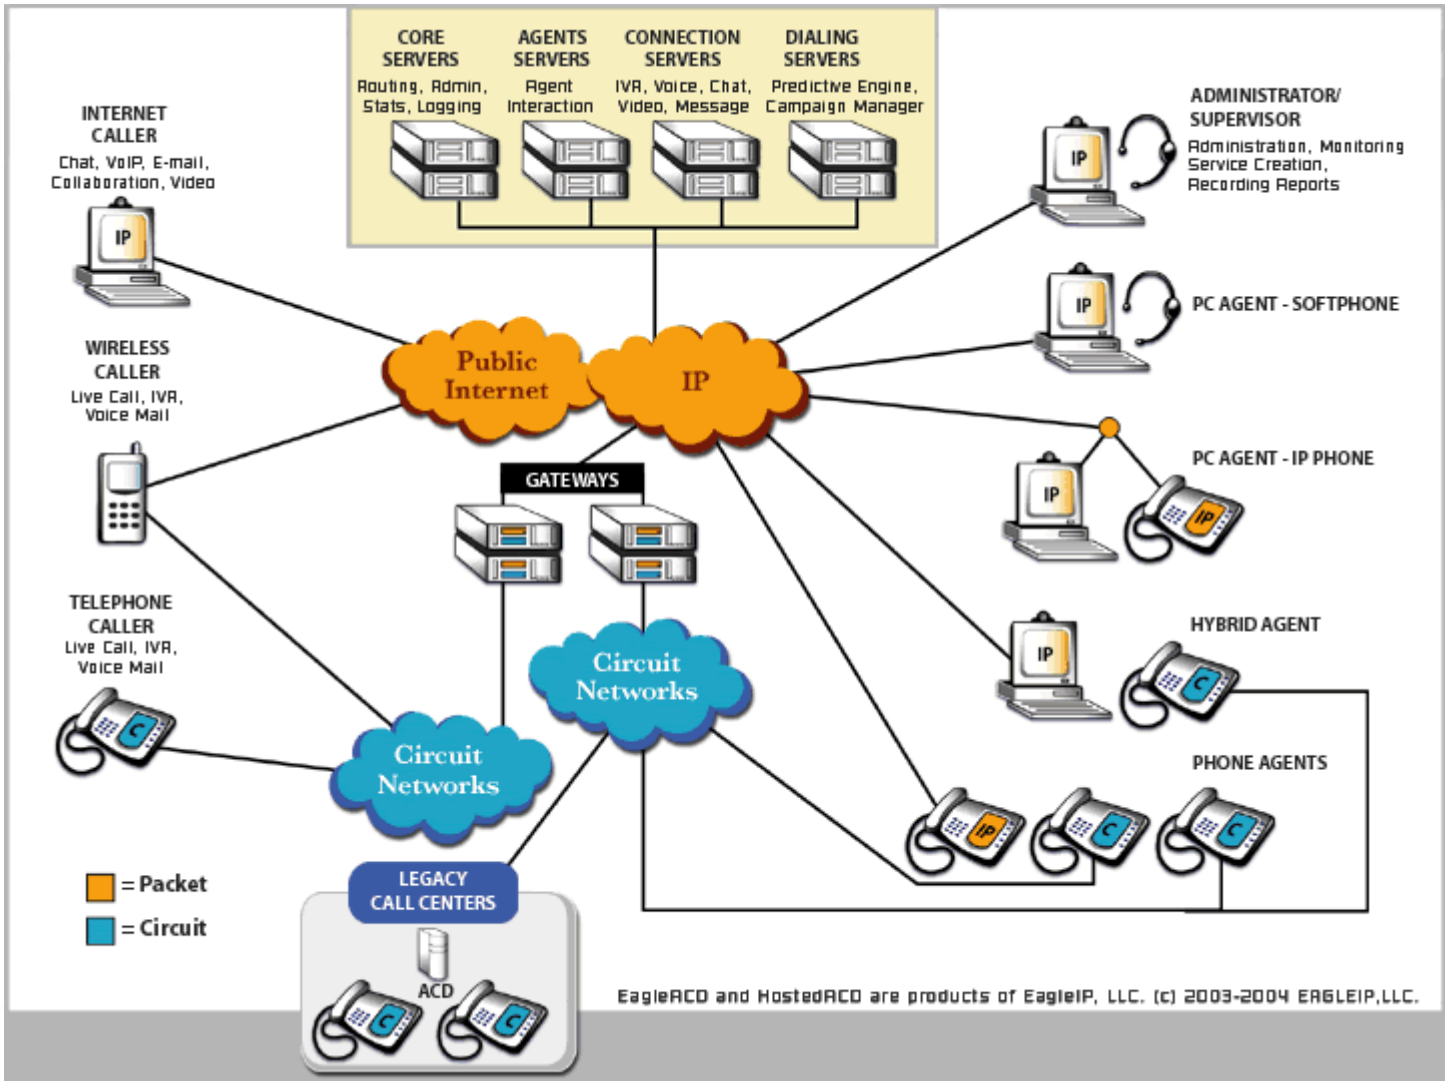 CORE
SERVERS
Routing, Admin,
Stats, Logging
AGENTS
SERVERS
Agent
Interaction
CONNECTION
SERVERS
IVR, Voice, Chat,
Video, Message
DIALING
SERVERS
Predictive Engine,
Campaign Manager
INTERNET
CALLER
Chat, VoIP, E-mail,
Collaboration, Video
IP
ADMINISTRATOR/
SUPERVISOR
Administration, Monitoring
Service Creation,
Recording Reports
IP
PC AGENT - SOFTPHONE
IP
WIRELESS
CALLER
Live Call, IVR,
Voice Mail
Public
Internet
IP
PC AGENT - IP PHONE
IP
IP
GATEWAYS
TELEPHONE
CALLER
Live Call, IVR,
Voice Mail
C
HYBRID AGENT
IP
C
Circuit
Networks
Circuit
Networks
PHONE AGENTS
IP
C
C
= Packet
= Circuit
LEGACY
CALL CENTERS
ACD
C
C
EagleACD and HostedACD are products of EagleIP, LLC. (c) 2003-2004 EAGLEIP,LLC.